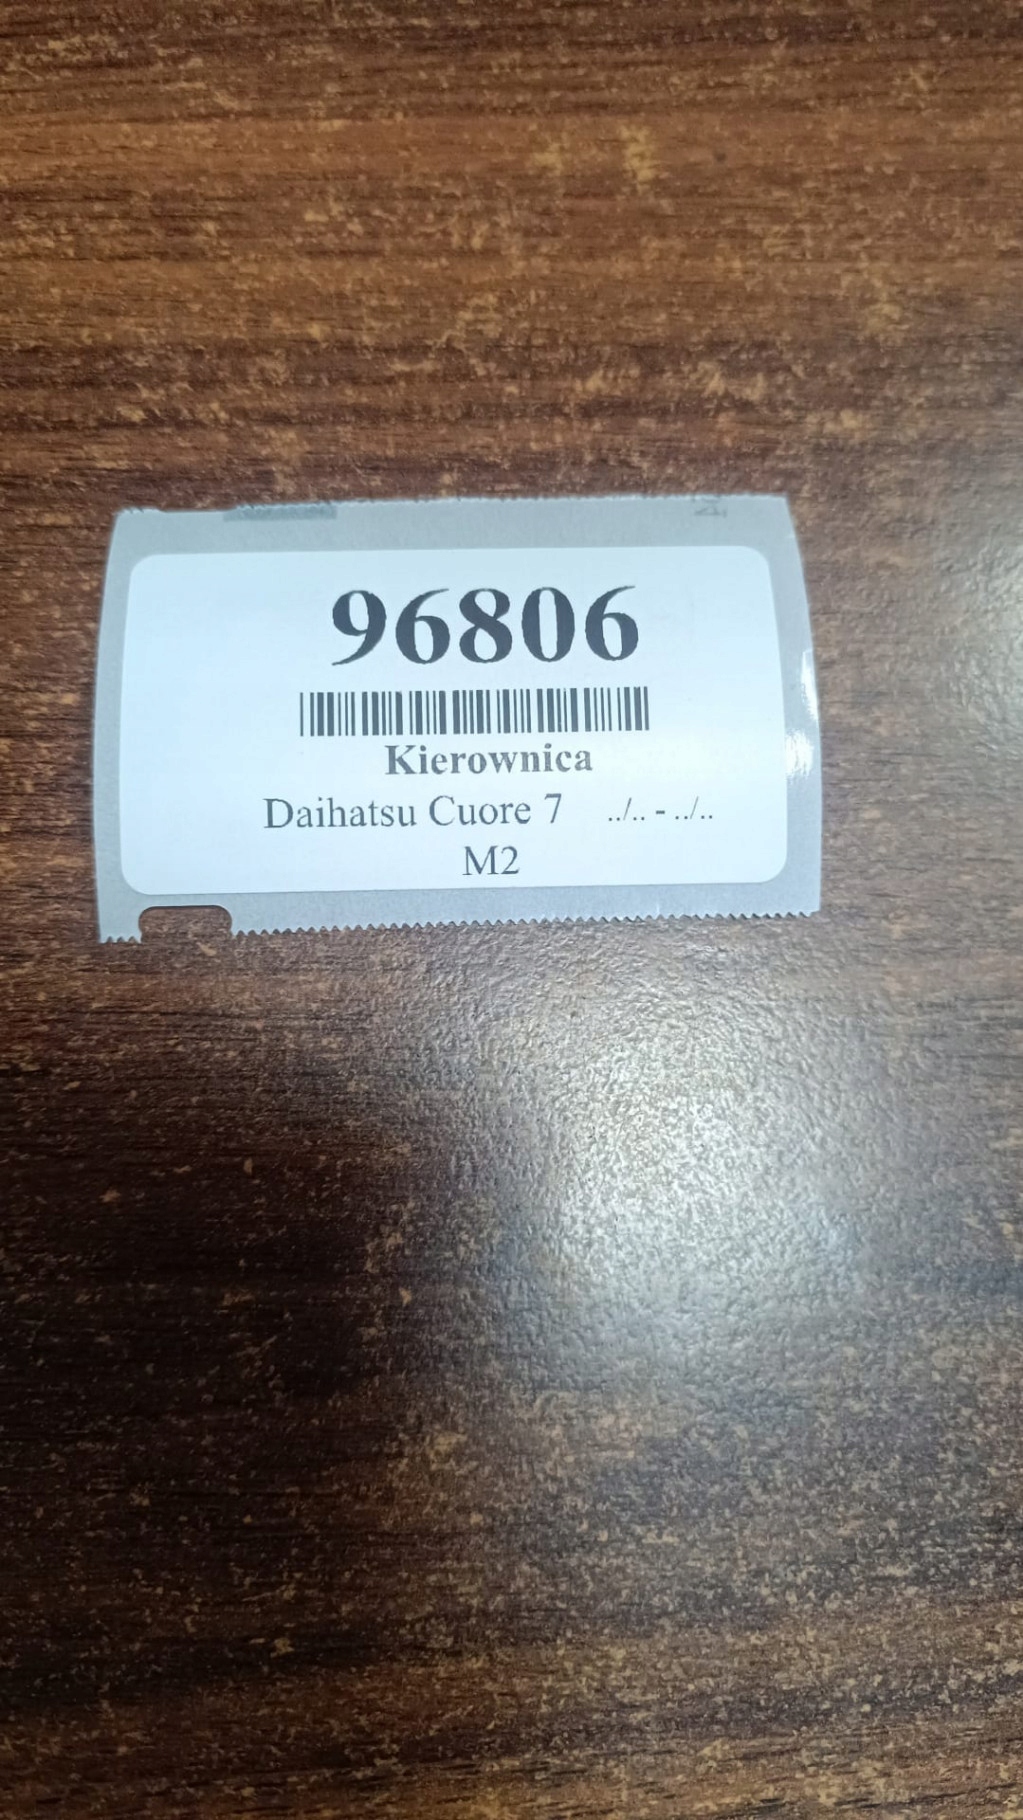 96806
Kierownica
Daihatsu Cuore 7 ../.. - ../..
M2